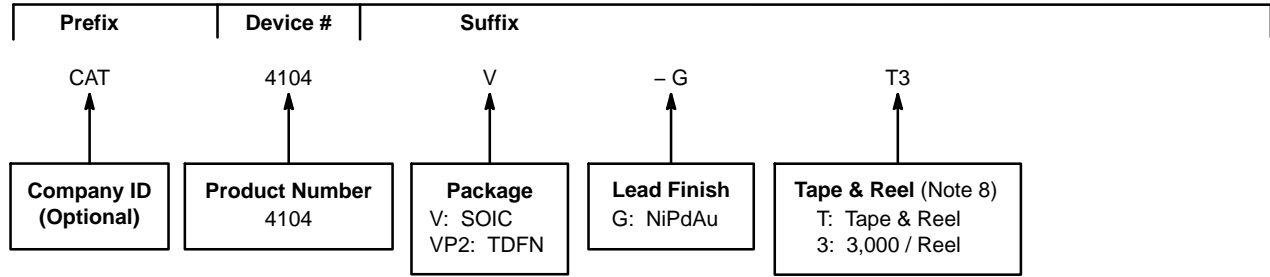 Prefix Device # Suffix
CAT 4104 V – G T3
Company ID
(Optional)
Product Number
4104
Package
V: SOIC
VP2: TDFN
Lead Finish
G: NiPdAu
Tape & Reel (Note 8)
T: Tape & Reel
3: 3,000 / Reel